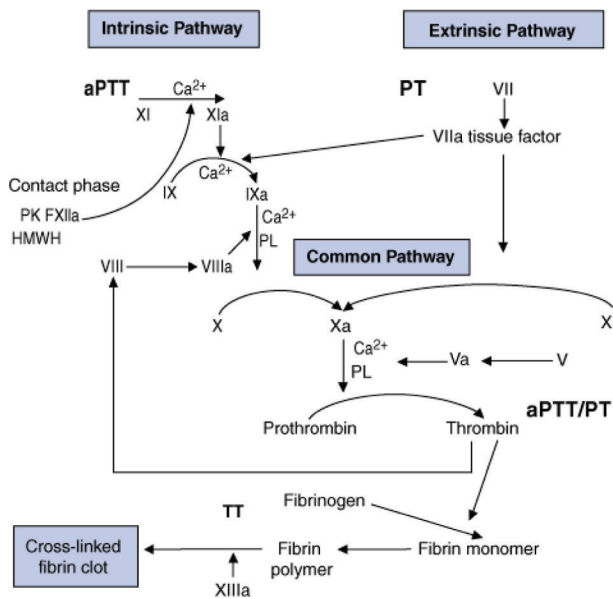 Intrinsic Pathway
Extrinsic Pathway
aPTT
Ca²⁺
XI
XIa
PT
VII
VIIa tissue factor
Ca²⁺
IX
IXa
Contact phase
PK FXIIa
HMWH
Ca²⁺
PL
VIII
VIIIa
Common Pathway
X
Xa
X
Ca²⁺
PL
Va
V
Prothrombin
Thrombin
aPTT/PT
Fibrinogen
TT
Cross-linked
fibrin clot
Fibrin
polymer
Fibrin monomer
XIIIa